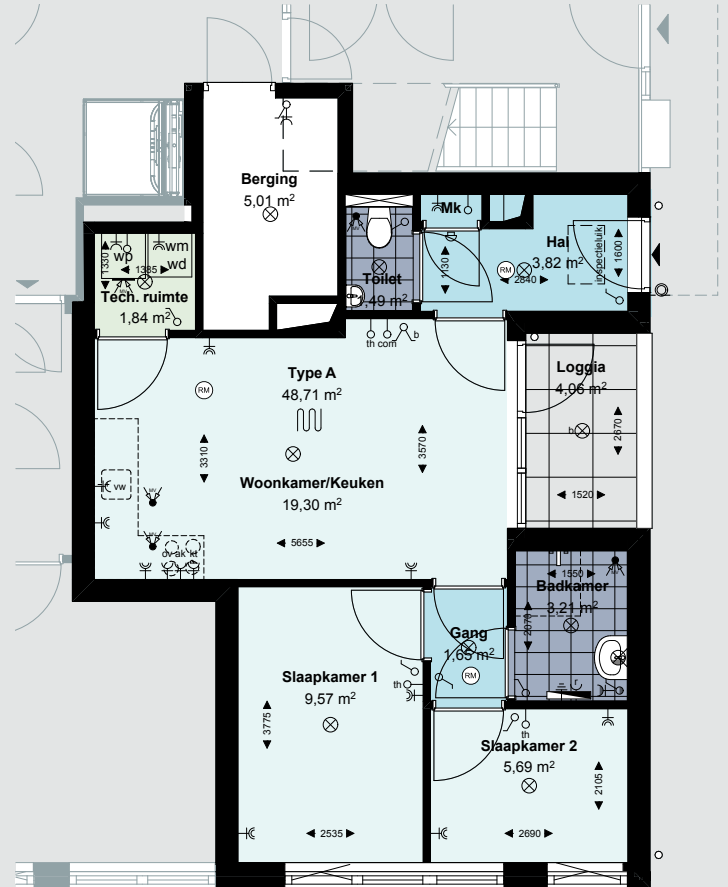 Berging
5,01 m²
Mk
Hal
3,82 m²
RM
2840
1130
1600
inspectieluik
Toilet
,49 m²
wp
wm
wd
1330
1385
Tech. ruimte
1,84 m²
th com
b
Type A
48,71 m²
RM
3310
3570
Woonkamer/Keuken
19,30 m²
5655
vw
ov ak kt
Loggia
4,06 m²
b
2670
1520
1550
Badkamer
3,21 m²
2070
r
Gang
1,65 m²
RM
Slaapkamer 1
9,57 m²
th
3775
2535
th
Slaapkamer 2
5,69 m²
2105
2690